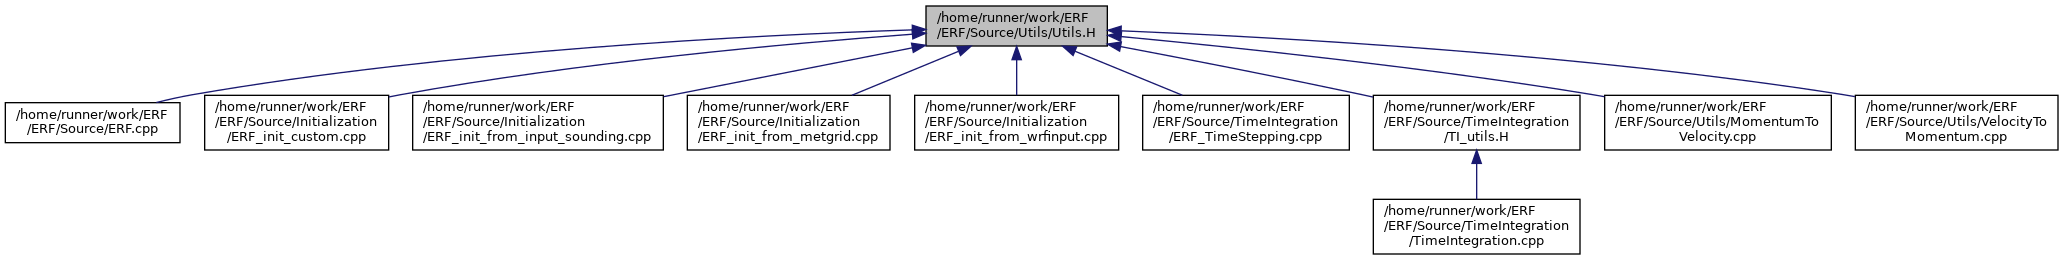 /home/runner/work/ERF
/ERF/Source/Utils/Utils.H
/home/runner/work/ERF
/ERF/Source/ERF.cpp
/home/runner/work/ERF
/ERF/Source/Initialization
/ERF_init_custom.cpp
/home/runner/work/ERF
/ERF/Source/Initialization
/ERF_init_from_input_sounding.cpp
/home/runner/work/ERF
/ERF/Source/Initialization
/ERF_init_from_metgrid.cpp
/home/runner/work/ERF
/ERF/Source/Initialization
/ERF_init_from_wrfinput.cpp
/home/runner/work/ERF
/ERF/Source/TimeIntegration
/ERF_TimeStepping.cpp
/home/runner/work/ERF
/ERF/Source/TimeIntegration
/TI_utils.H
/home/runner/work/ERF
/ERF/Source/Utils/MomentumTo
Velocity.cpp
/home/runner/work/ERF
/ERF/Source/Utils/VelocityTo
Momentum.cpp
/home/runner/work/ERF
/ERF/Source/TimeIntegration
/TimeIntegration.cpp